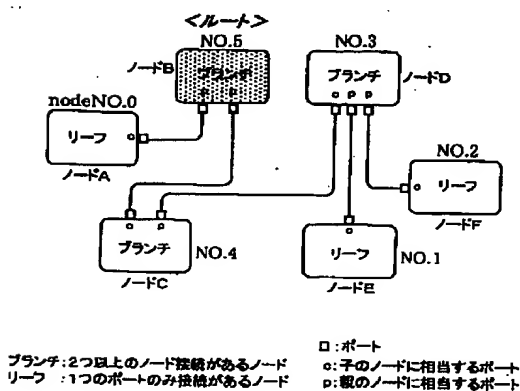 <ルート>
NO.5
ノードB
ブランチ
NO.3
ブランチ
c p p
ノードD
nodeNO.0
リーフ c
ノードA
NO.2
c リーフ
ノードF
ブランチ
NO.4
ノードC
c
リーフ
NO.1
ノードE
□:ポート
ブランチ:2つ以上のノード接続があるノード
c:子のノードに相当するポート
リーフ :1つのポートのみ接続があるノード
p:親のノードに相当するポート